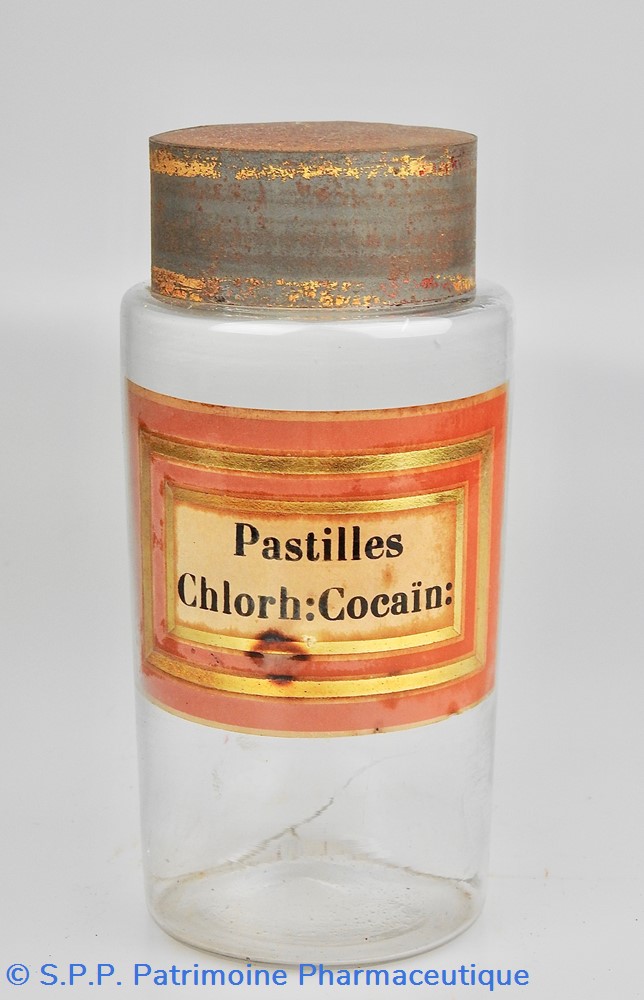 Pastilles
Chlorh:Cocaïn:
© S.P.P. Patrimoine Pharmaceutique